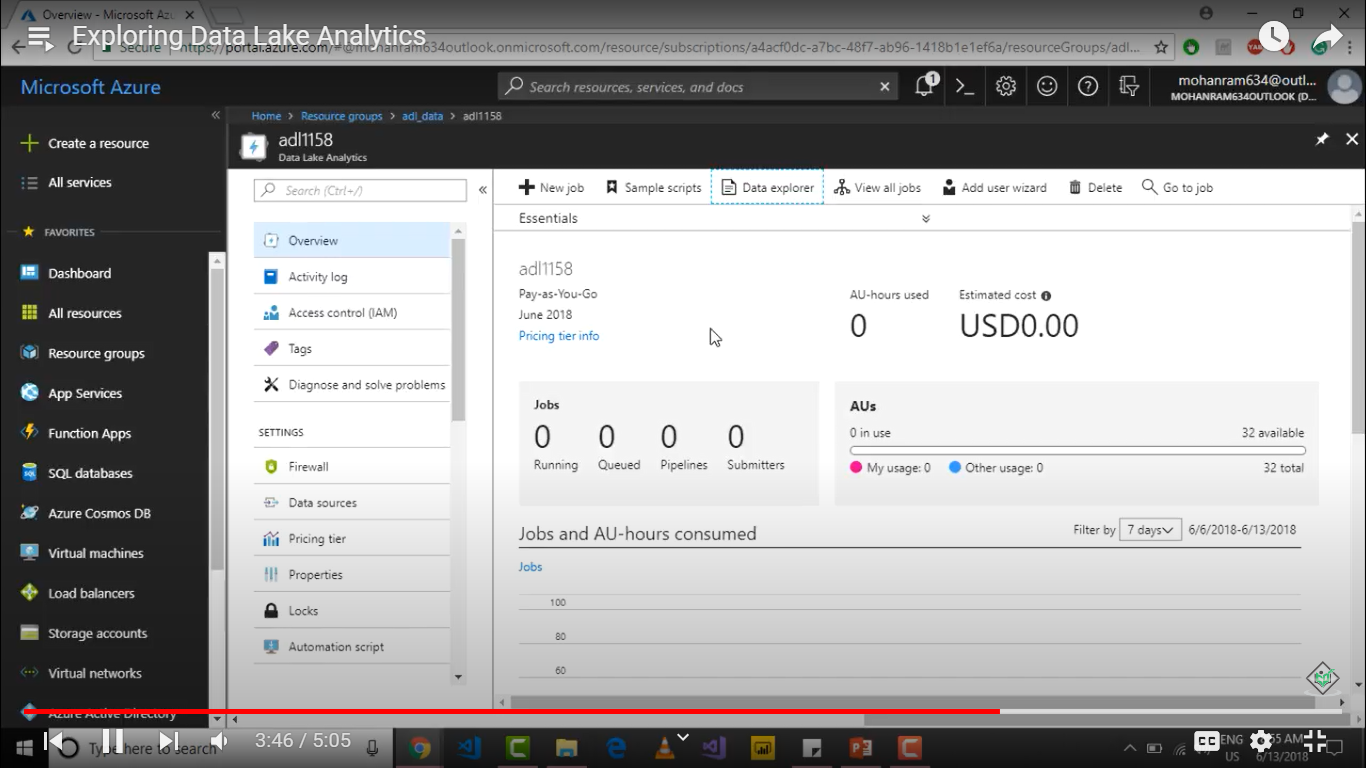 Overview - Microsoft Azu
Exploring Data Lake Analytics
Secure https://portal.azure.com/=@mohanram634outlook.onmicrosoft.com/resource/subscriptions/a4acf0dc-a7bc-48f7-ab96-1418b1e1ef6a/resourceGroups/adl...
Microsoft Azure
Search resources, services, and docs
1
mohanram634@outl...
MOHANRAM634OUTLOOK (D...
Home > Resource groups > adl_data > adl1158
adl1158
Data Lake Analytics
Create a resource
All services
FAVORITES
Dashboard
All resources
Resource groups
App Services
Function Apps
SQL databases
Azure Cosmos DB
Virtual machines
Load balancers
Storage accounts
Virtual networks
Azure Active Directory
Search (Ctrl+/)
Overview
Activity log
Access control (IAM)
Tags
Diagnose and solve problems
SETTINGS
Firewall
Data sources
Pricing tier
Properties
Locks
Automation script
New job Sample scripts Data explorer View all jobs Add user wizard Delete Go to job
Essentials
adl1158
Pay-as-You-Go
June 2018
Pricing tier info
AU-hours used Estimated cost
0 USD0.00
Jobs
0 0 0 0
Running Queued Pipelines Submitters
AUs
0 in use 32 available
My usage: 0 Other usage: 0 32 total
Jobs and AU-hours consumed
Filter by 7 days 6/6/2018-6/13/2018
Jobs
100
80
60
Type here to search
3:46 / 5:05
CC
ENG
US
55 AM
6/13/2018